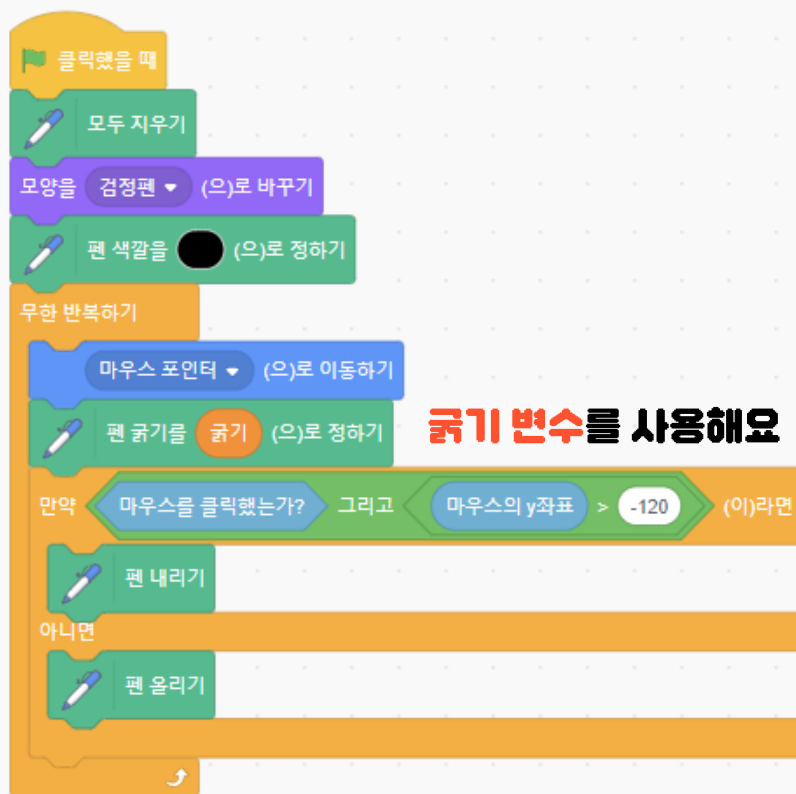 클릭했을 때
모두 지우기
모양을 검정펜 (으)로 바꾸기
펜 색깔을 (으)로 정하기
무한 반복하기
마우스 포인터 (으)로 이동하기
펜 굵기를 굵기 (으)로 정하기
굵기 변수를 사용해요
만약 마우스를 클릭했는가? 그리고 마우스의 y좌표 > -120 (이)라면
펜 내리기
아니면
펜 올리기